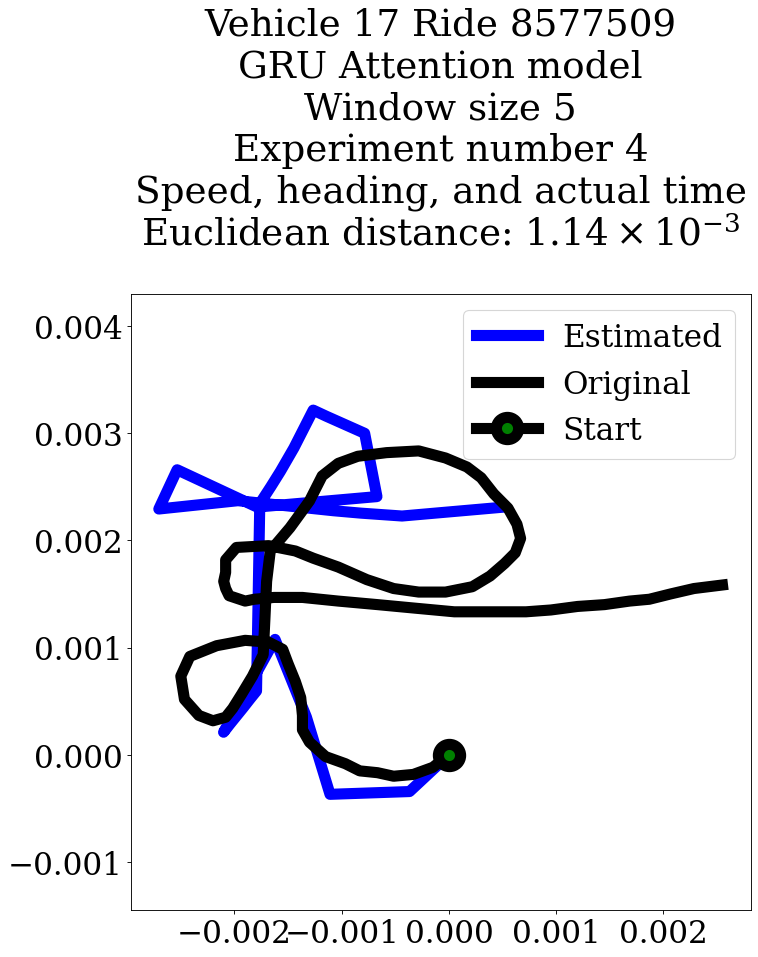 Vehicle 17 Ride 8577509
GRU Attention model
Window size 5
Experiment number 4
Speed, heading, and actual time
Euclidean distance: 1.14 × 10⁻³
Estimated
Original
Start
0.004
0.003
0.002
0.001
0.000
−0.001
−0.002 −0.001 0.000 0.001 0.002